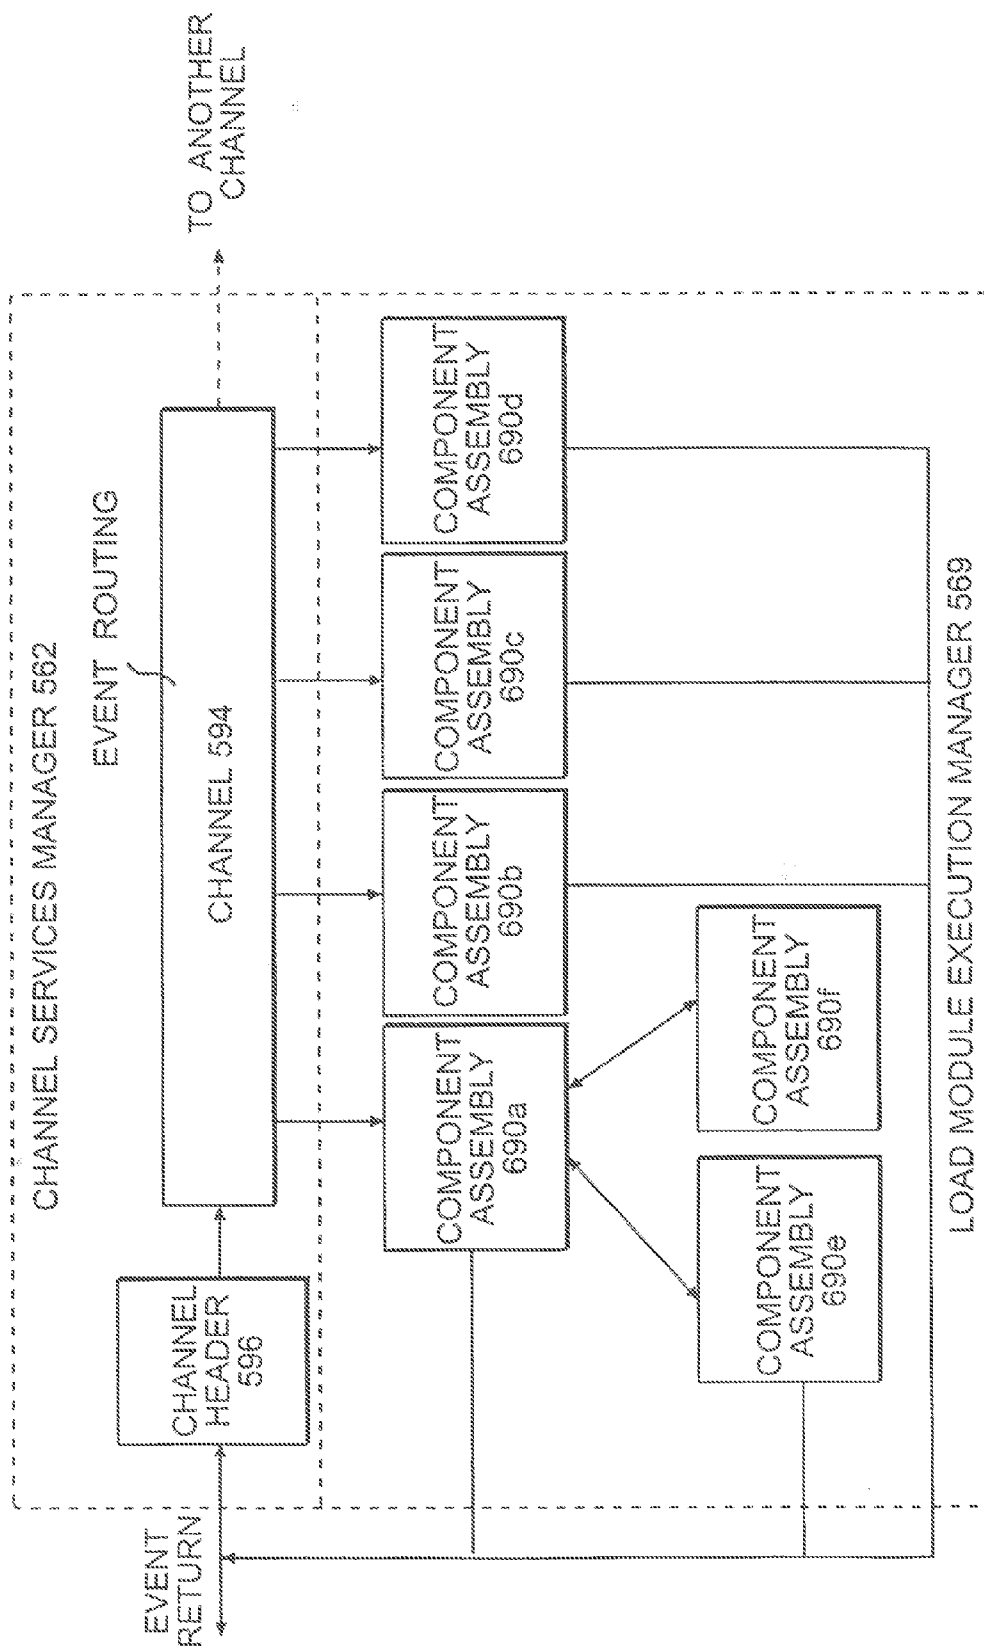 CHANNEL SERVICES MANAGER 562
EVENT ROUTING
TO ANOTHER
CHANNEL
EVENT
RETURN
CHANNEL
HEADER
596
CHANNEL 594
COMPONENT
ASSEMBLY
690a
COMPONENT
ASSEMBLY
690b
COMPONENT
ASSEMBLY
690c
COMPONENT
ASSEMBLY
690d
COMPONENT
ASSEMBLY
690e
COMPONENT
ASSEMBLY
690f
LOAD MODULE EXECUTION MANAGER 569